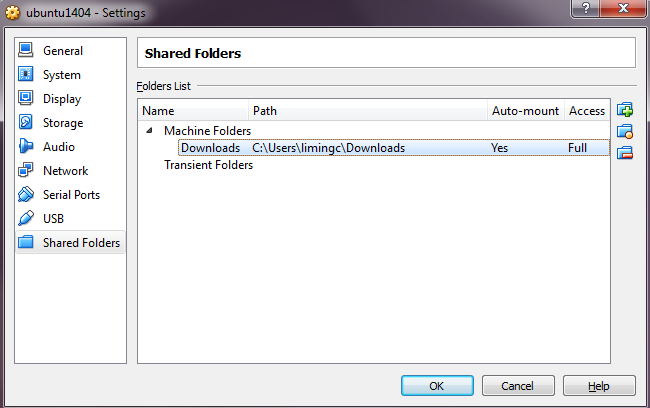 ubuntu1404 - Settings
General
System
Display
Storage
Audio
Network
Serial Ports
USB
Shared Folders
Shared Folders
Folders List
Name Path Auto-mount Access
Machine Folders
Downloads C:\Users\limingc\Downloads Yes Full
Transient Folders
OK Cancel Help